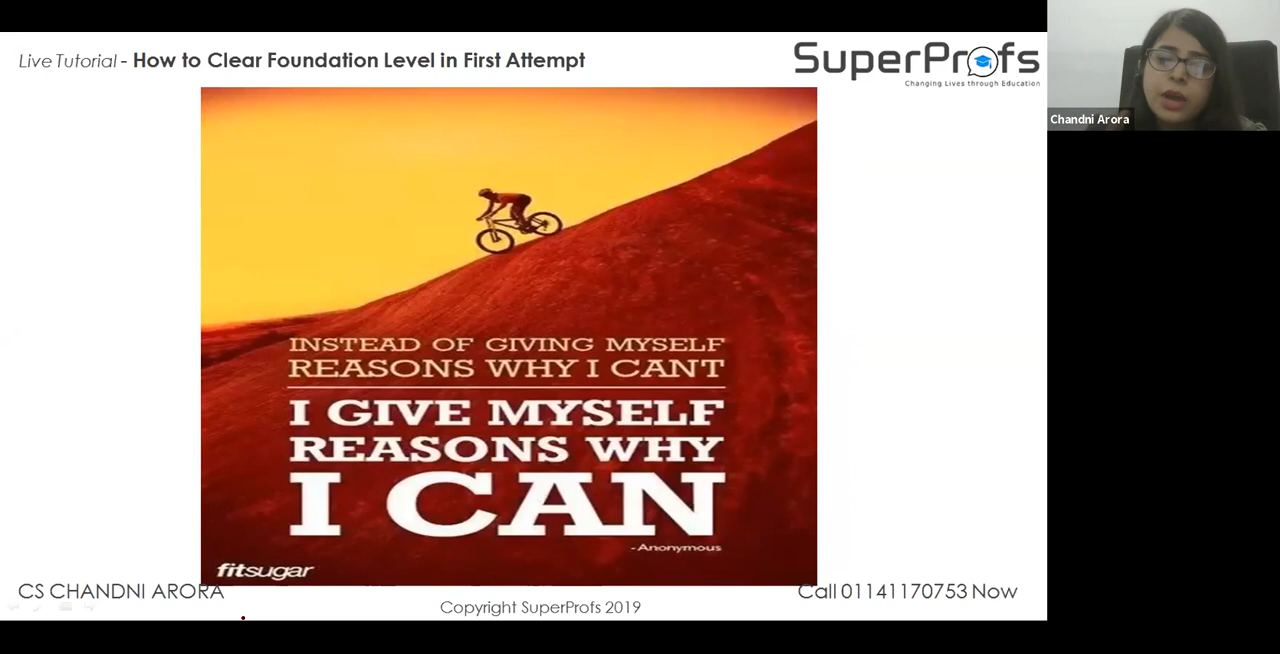 Live Tutorial - How to Clear Foundation Level in First Attempt
SuperProfs
Changing Lives through Education
Chandni Arora
INSTEAD OF GIVING MYSELF
REASONS WHY I CANT
I GIVE MYSELF
REASONS WHY
I CAN
-Anonymous
fitsugar
CS CHANDNI ARORA
Call 01141170753 Now
Copyright SuperProfs 2019